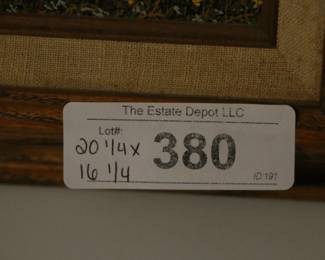 The Estate Depot LLC
Lot#:
380
20 1/4 x
16 1/4
ID:191